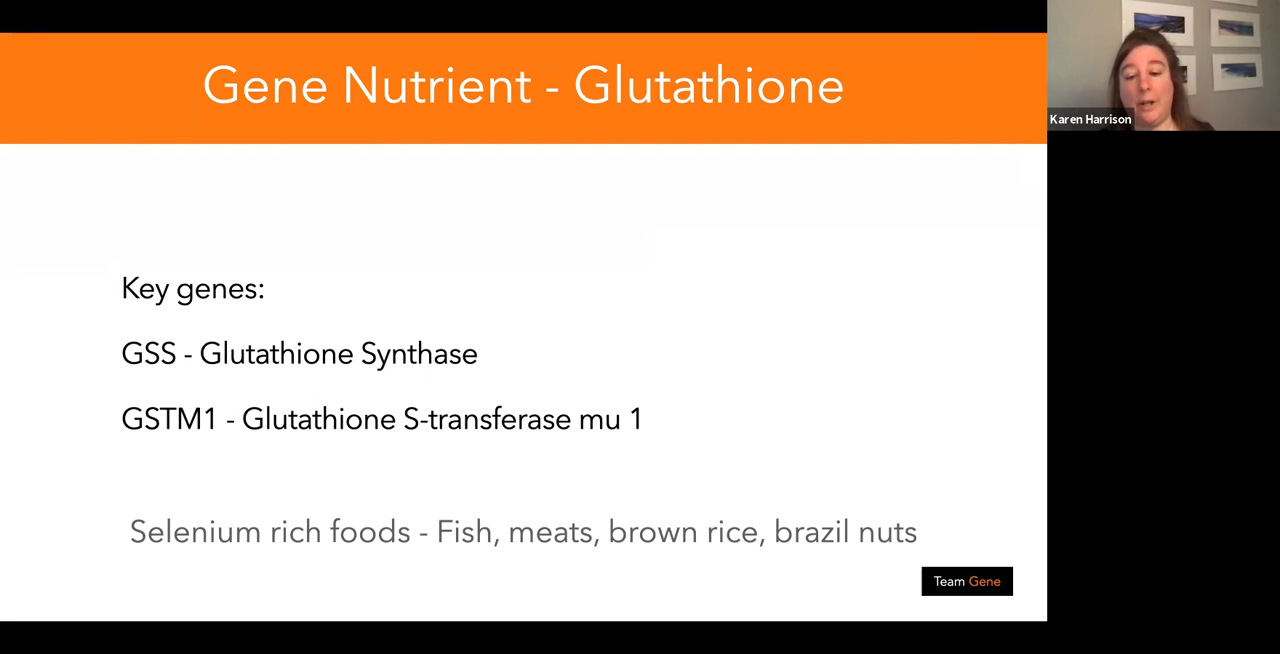 Gene Nutrient - Glutathione
Karen Harrison
Key genes:
GSS - Glutathione Synthase
GSTM1 - Glutathione S-transferase mu 1
Selenium rich foods - Fish, meats, brown rice, brazil nuts
Team Gene